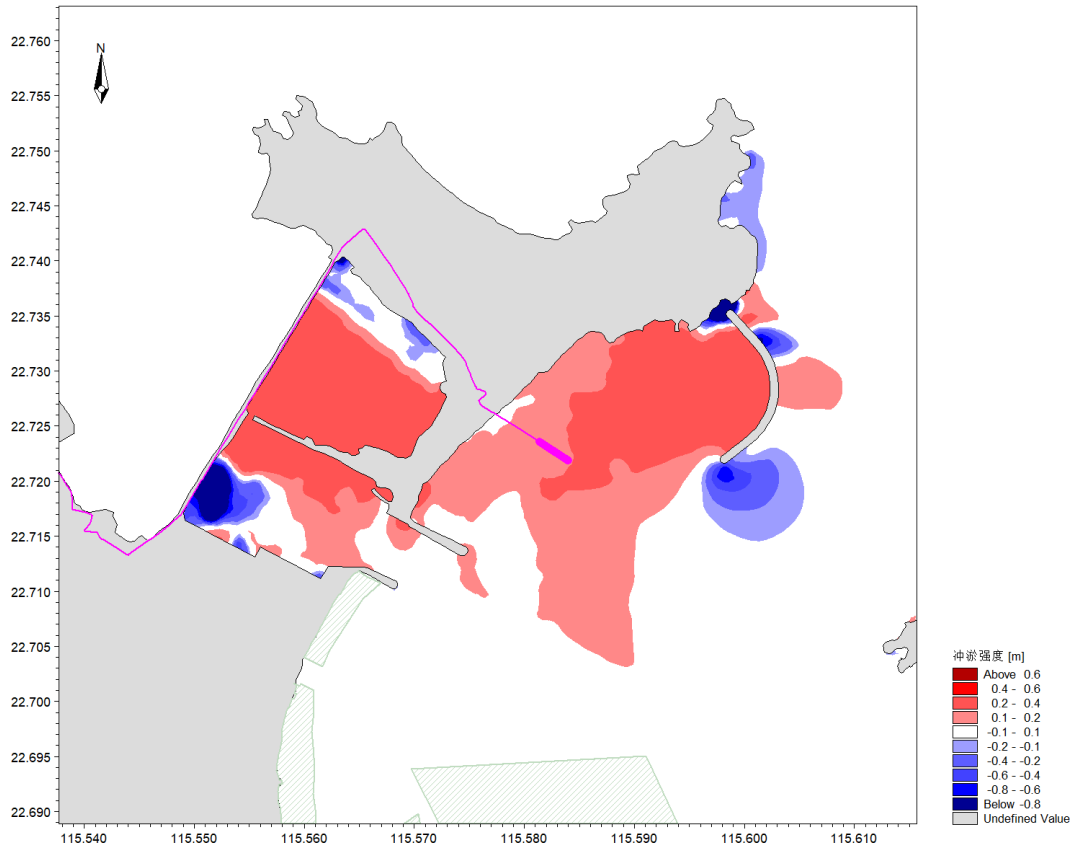 22.760
N
22.755
22.750
22.745
22.740
22.735
22.730
22.725
22.720
22.715
22.710
22.705
22.700
22.695
22.690
115.540 115.550 115.560 115.570 115.580 115.590 115.600 115.610
冲淤强度 [m]
Above 0.6
0.4 - 0.6
0.2 - 0.4
0.1 - 0.2
-0.1 - 0.1
-0.2 - -0.1
-0.4 - -0.2
-0.6 - -0.4
-0.8 - -0.6
Below -0.8
Undefined Value